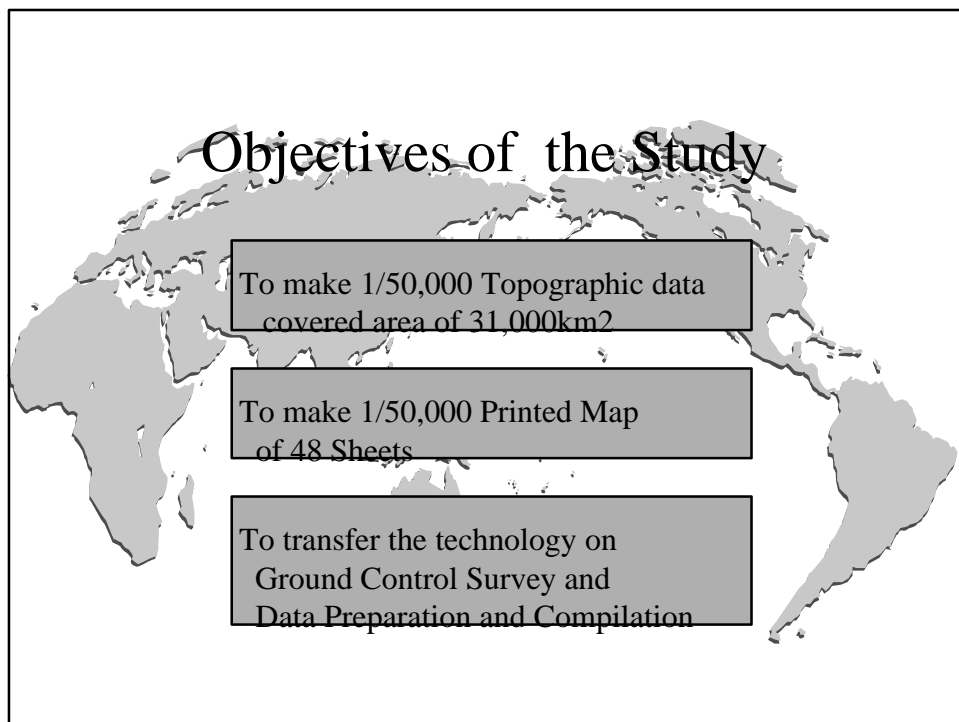 Objectives of the Study
To make 1/50,000 Topographic data
covered area of 31,000km2
To make 1/50,000 Printed Map
of 48 Sheets
To transfer the technology on
Ground Control Survey and
Data Preparation and Compilation